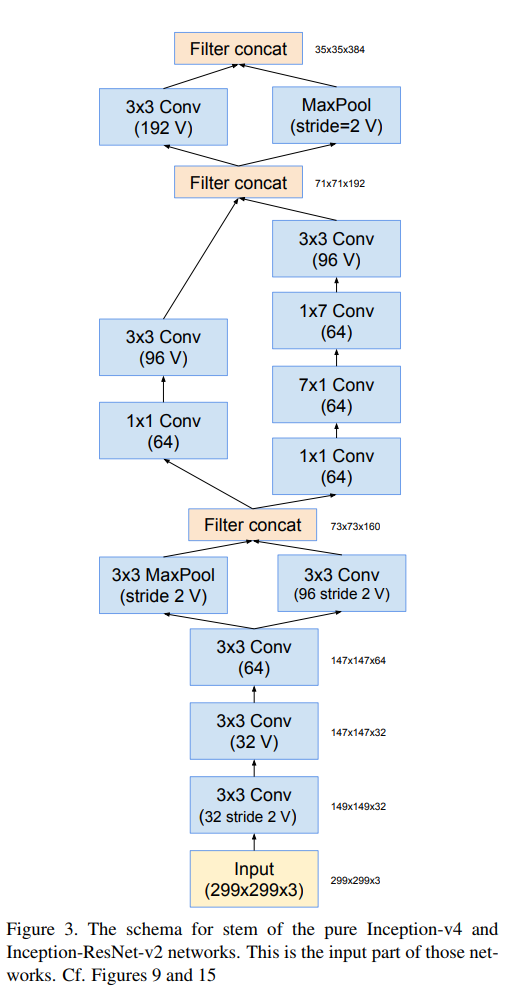 Filter concat
35x35x384
3x3 Conv
(192 V)
MaxPool
(stride=2 V)
Filter concat
71x71x192
3x3 Conv
(96 V)
1x7 Conv
(64)
3x3 Conv
(96 V)
7x1 Conv
(64)
1x1 Conv
(64)
1x1 Conv
(64)
Filter concat
73x73x160
3x3 MaxPool
(stride 2 V)
3x3 Conv
(96 stride 2 V)
3x3 Conv
(64)
147x147x64
3x3 Conv
(32 V)
147x147x32
3x3 Conv
(32 stride 2 V)
149x149x32
Input
(299x299x3)
299x299x3
Figure 3. The schema for stem of the pure Inception-v4 and
Inception-ResNet-v2 networks. This is the input part of those net-
works. Cf. Figures 9 and 15